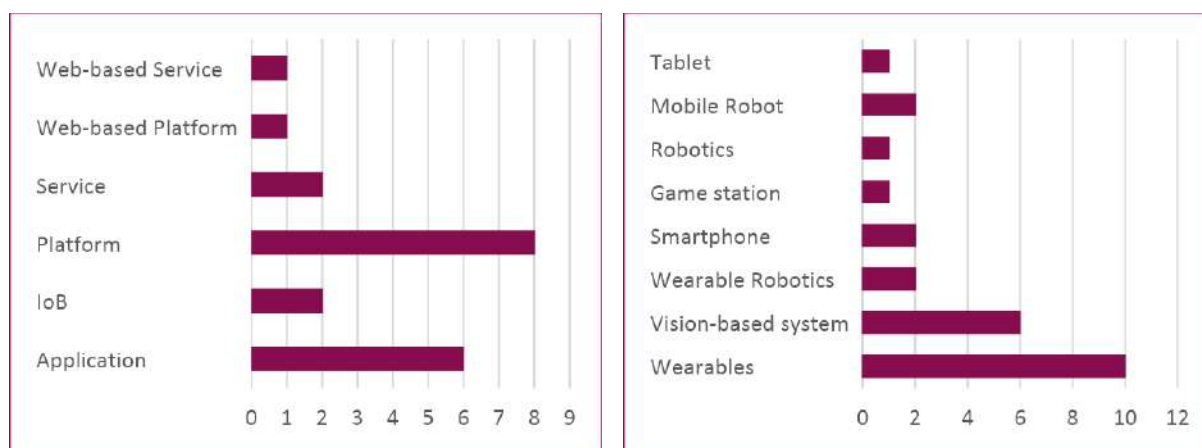 Web-based Service
Web-based Platform
Service
Platform
IoB
Application
0 1 2 3 4 5 6 7 8 9
Tablet
Mobile Robot
Robotics
Game station
Smartphone
Wearable Robotics
Vision-based system
Wearables
0 2 4 6 8 10 12